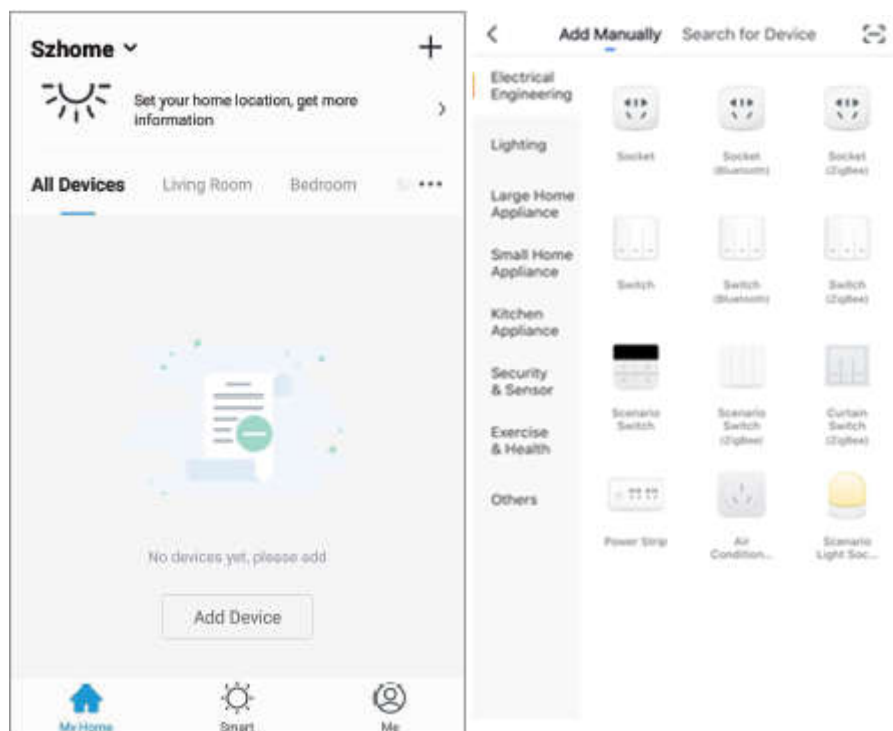 Szhome
Set your home location, get more
information
All Devices Living Room Bedroom
No devices yet, please add
Add Device
My Home Smart Me
Add Manually Search for Device
Electrical
Engineering
Lighting
Large Home
Appliance
Small Home
Appliance
Kitchen
Appliance
Security
& Sensor
Exercise
& Health
Others
Socket Socket Socket
(Bluetooth) (ZigBee)
Switch Switch Switch
(Bluetooth) (ZigBee)
Scenario Scenario Curtain
Switch Switch Switch
(ZigBee) (ZigBee)
Power Strip Air Scenario
Condition... Light Soc...